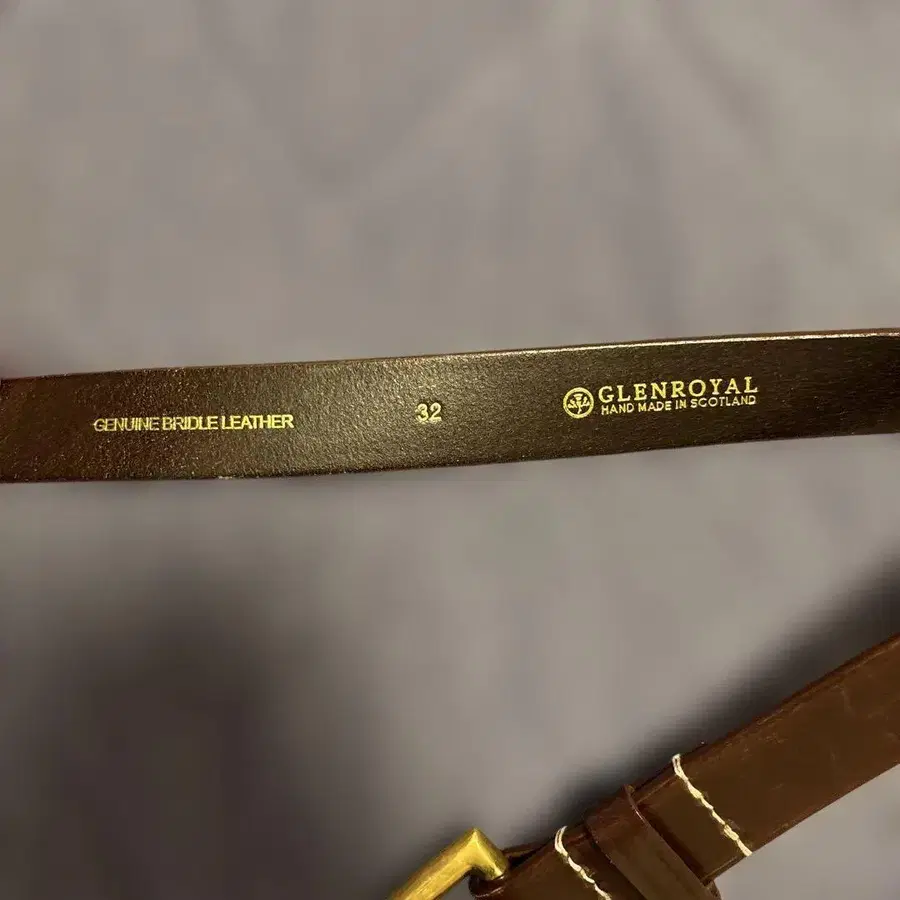 GENUINE BRIDLE LEATHER
32
GLENROYAL
HAND MADE IN SCOTLAND